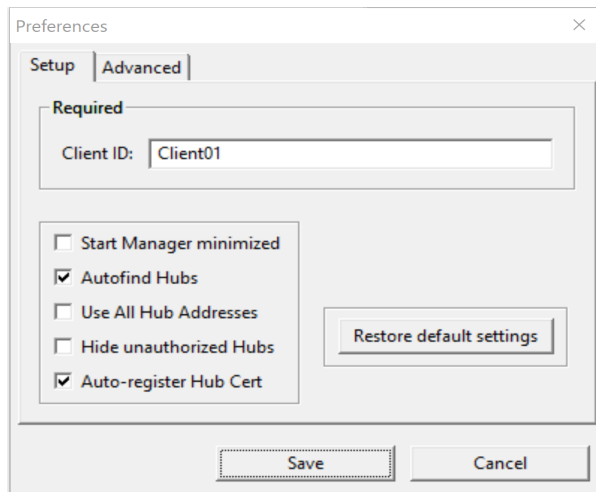 Preferences
Setup Advanced
Required
Client ID: Client01
Start Manager minimized
Autofind Hubs
Use All Hub Addresses
Hide unauthorized Hubs
Auto-register Hub Cert
Restore default settings
Save Cancel